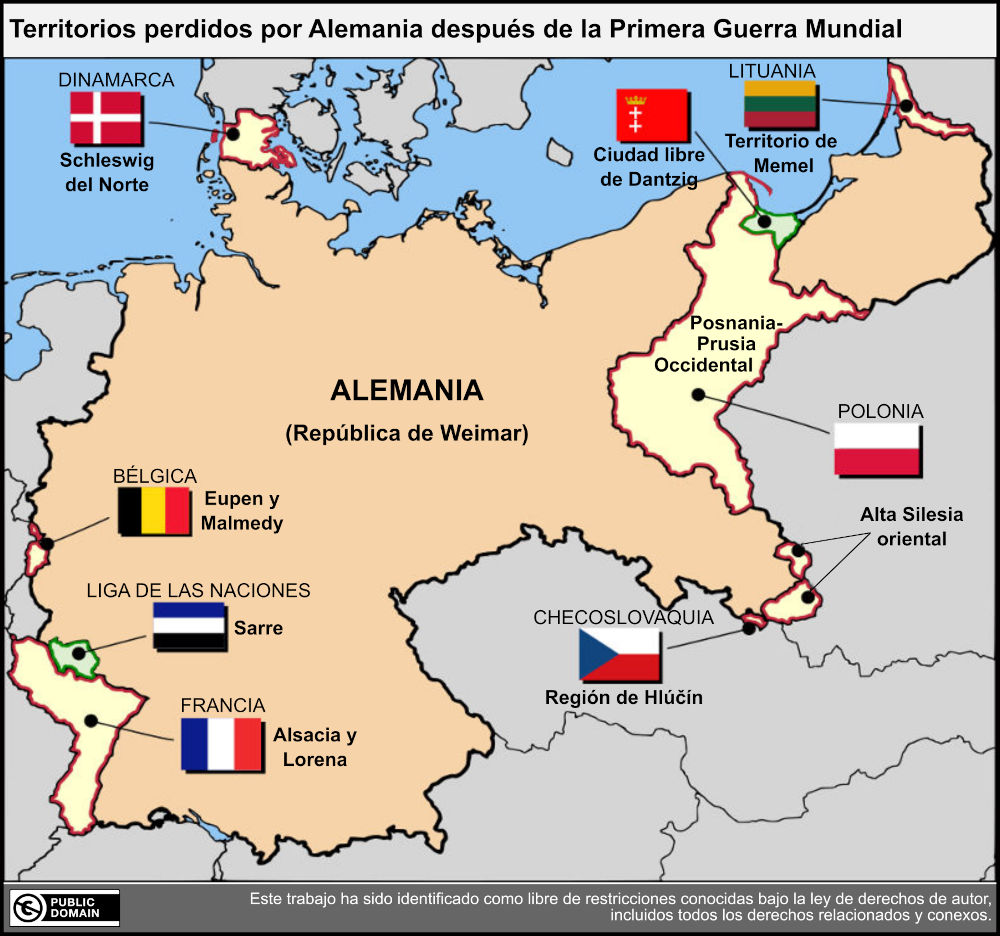 Territorios perdidos por Alemania después de la Primera Guerra Mundial
DINAMARCA
Schleswig
del Norte
LITUANIA
Territorio de
Memel
Ciudad libre
de Dantzig
Posnania-
Prusia
Occidental
ALEMANIA
(República de Weimar)
POLONIA
BÉLGICA
Eupen y
Malmedy
Alta Silesia
oriental
LIGA DE LAS NACIONES
Sarre
CHECOSLOVAQUIA
Región de Hlúčín
FRANCIA
Alsacia y
Lorena
PUBLIC
DOMAIN
Este trabajo ha sido identificado como libre de restricciones conocidas bajo la ley de derechos de autor,
incluidos todos los derechos relacionados y conexos.